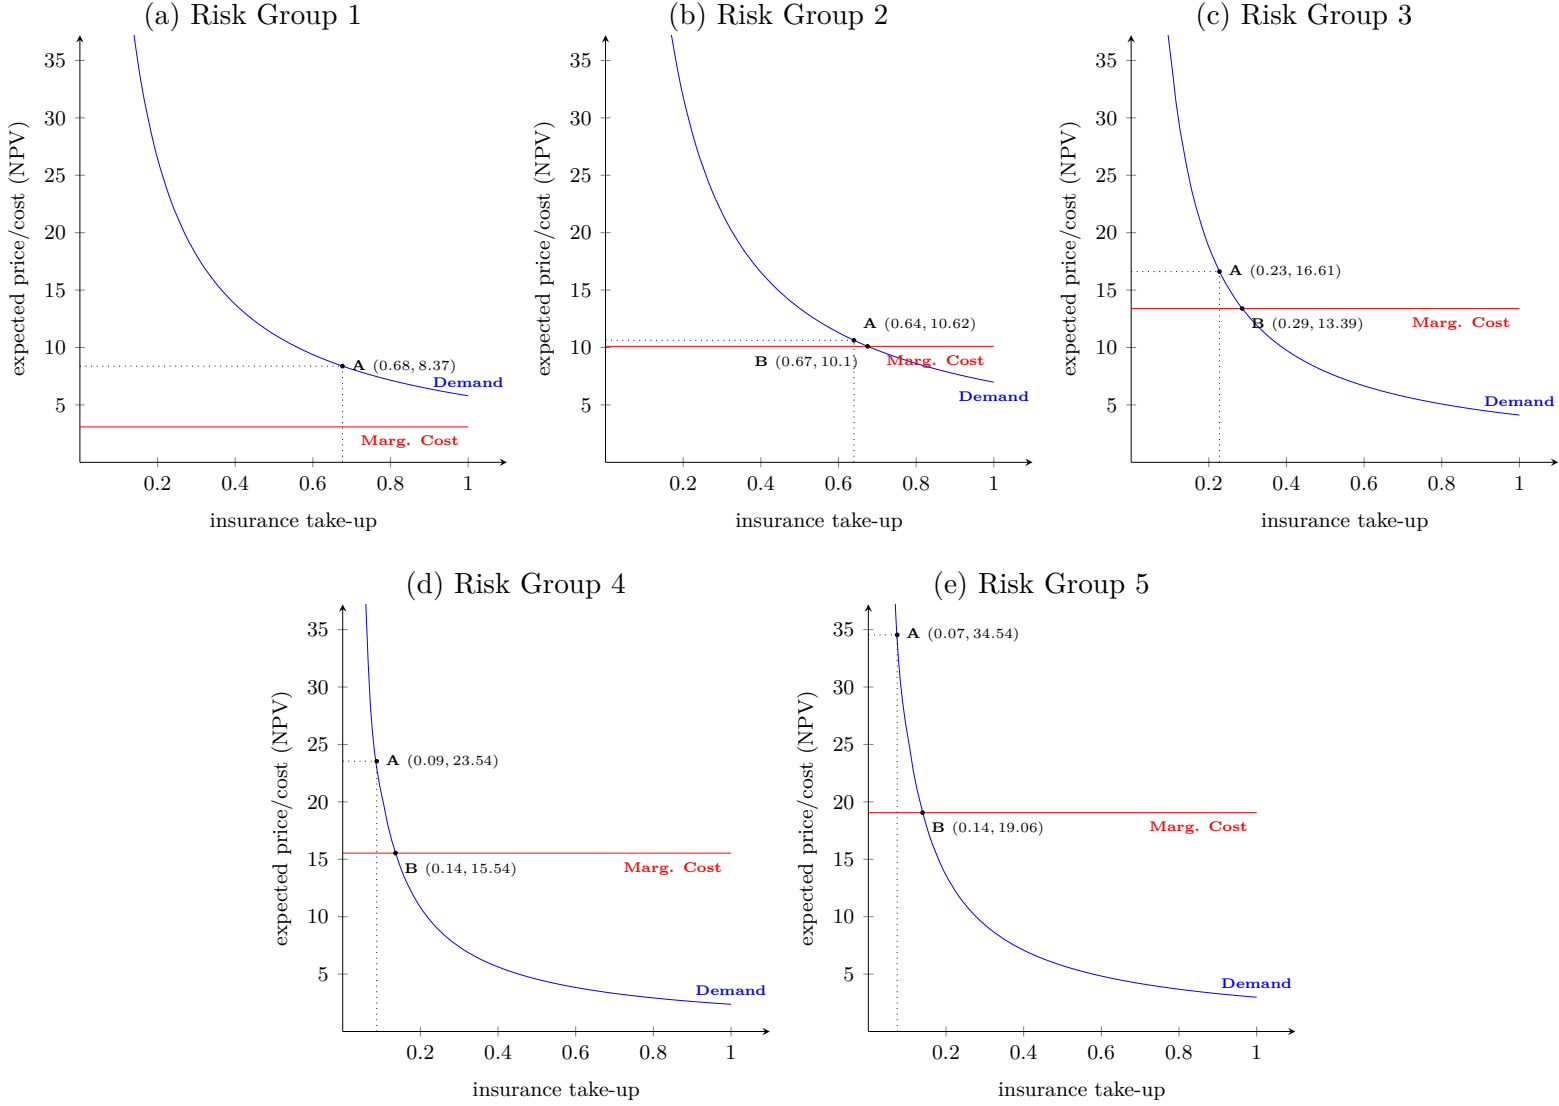 (a) Risk Group 1
expected price/cost (NPV)
35
30
25
20
15
10
5
A (0.68, 8.37)
Demand
Marg. Cost
0.2 0.4 0.6 0.8 1
insurance take-up
(b) Risk Group 2
expected price/cost (NPV)
35
30
25
20
15
10
5
A (0.64, 10.62)
B (0.67, 10.1)
Marg. Cost
Demand
0.2 0.4 0.6 0.8 1
insurance take-up
(c) Risk Group 3
expected price/cost (NPV)
35
30
25
20
15
10
5
A (0.23, 16.61)
B (0.29, 13.39)
Marg. Cost
Demand
0.2 0.4 0.6 0.8 1
insurance take-up
(d) Risk Group 4
expected price/cost (NPV)
35
30
25
20
15
10
5
A (0.09, 23.54)
B (0.14, 15.54)
Marg. Cost
Demand
0.2 0.4 0.6 0.8 1
insurance take-up
(e) Risk Group 5
expected price/cost (NPV)
35
30
25
20
15
10
5
A (0.07, 34.54)
B (0.14, 19.06)
Marg. Cost
Demand
0.2 0.4 0.6 0.8 1
insurance take-up